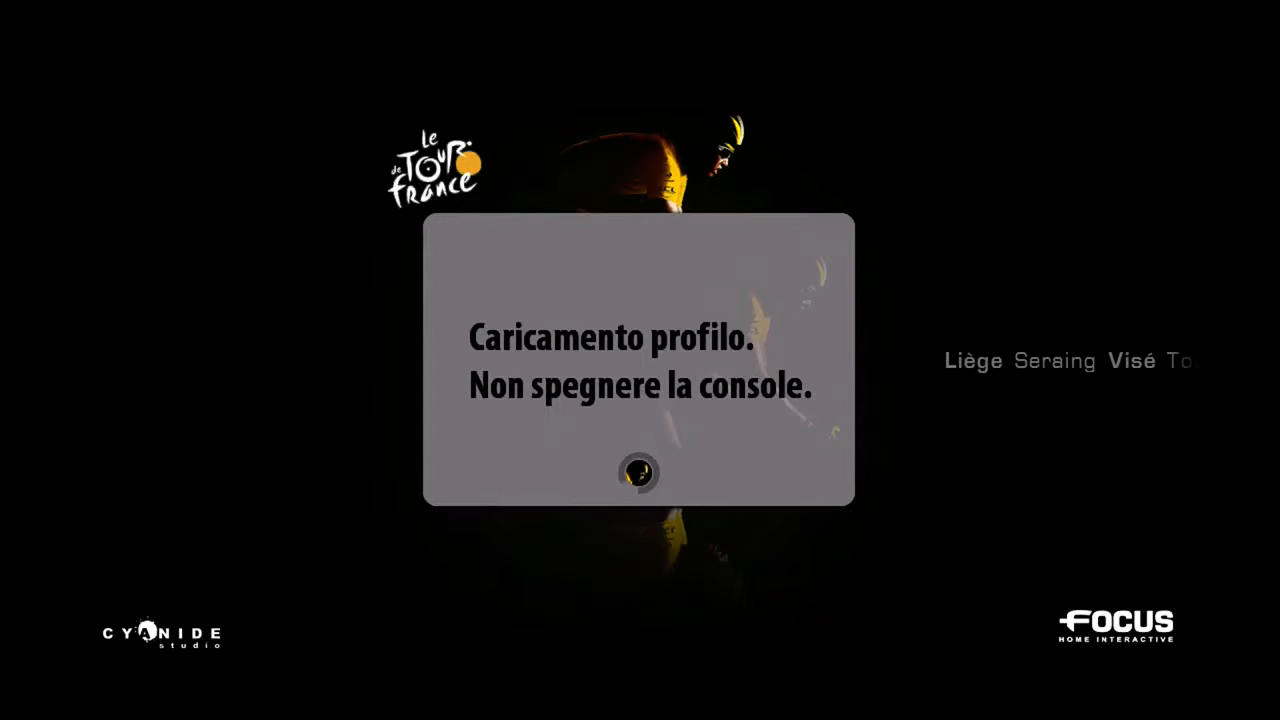 Le
de TOUR
france
Caricamento profilo.
Non spegnere la console.
Liège Seraing Visé
CYANIDE
studio
FOCUS
HOME INTERACTIVE